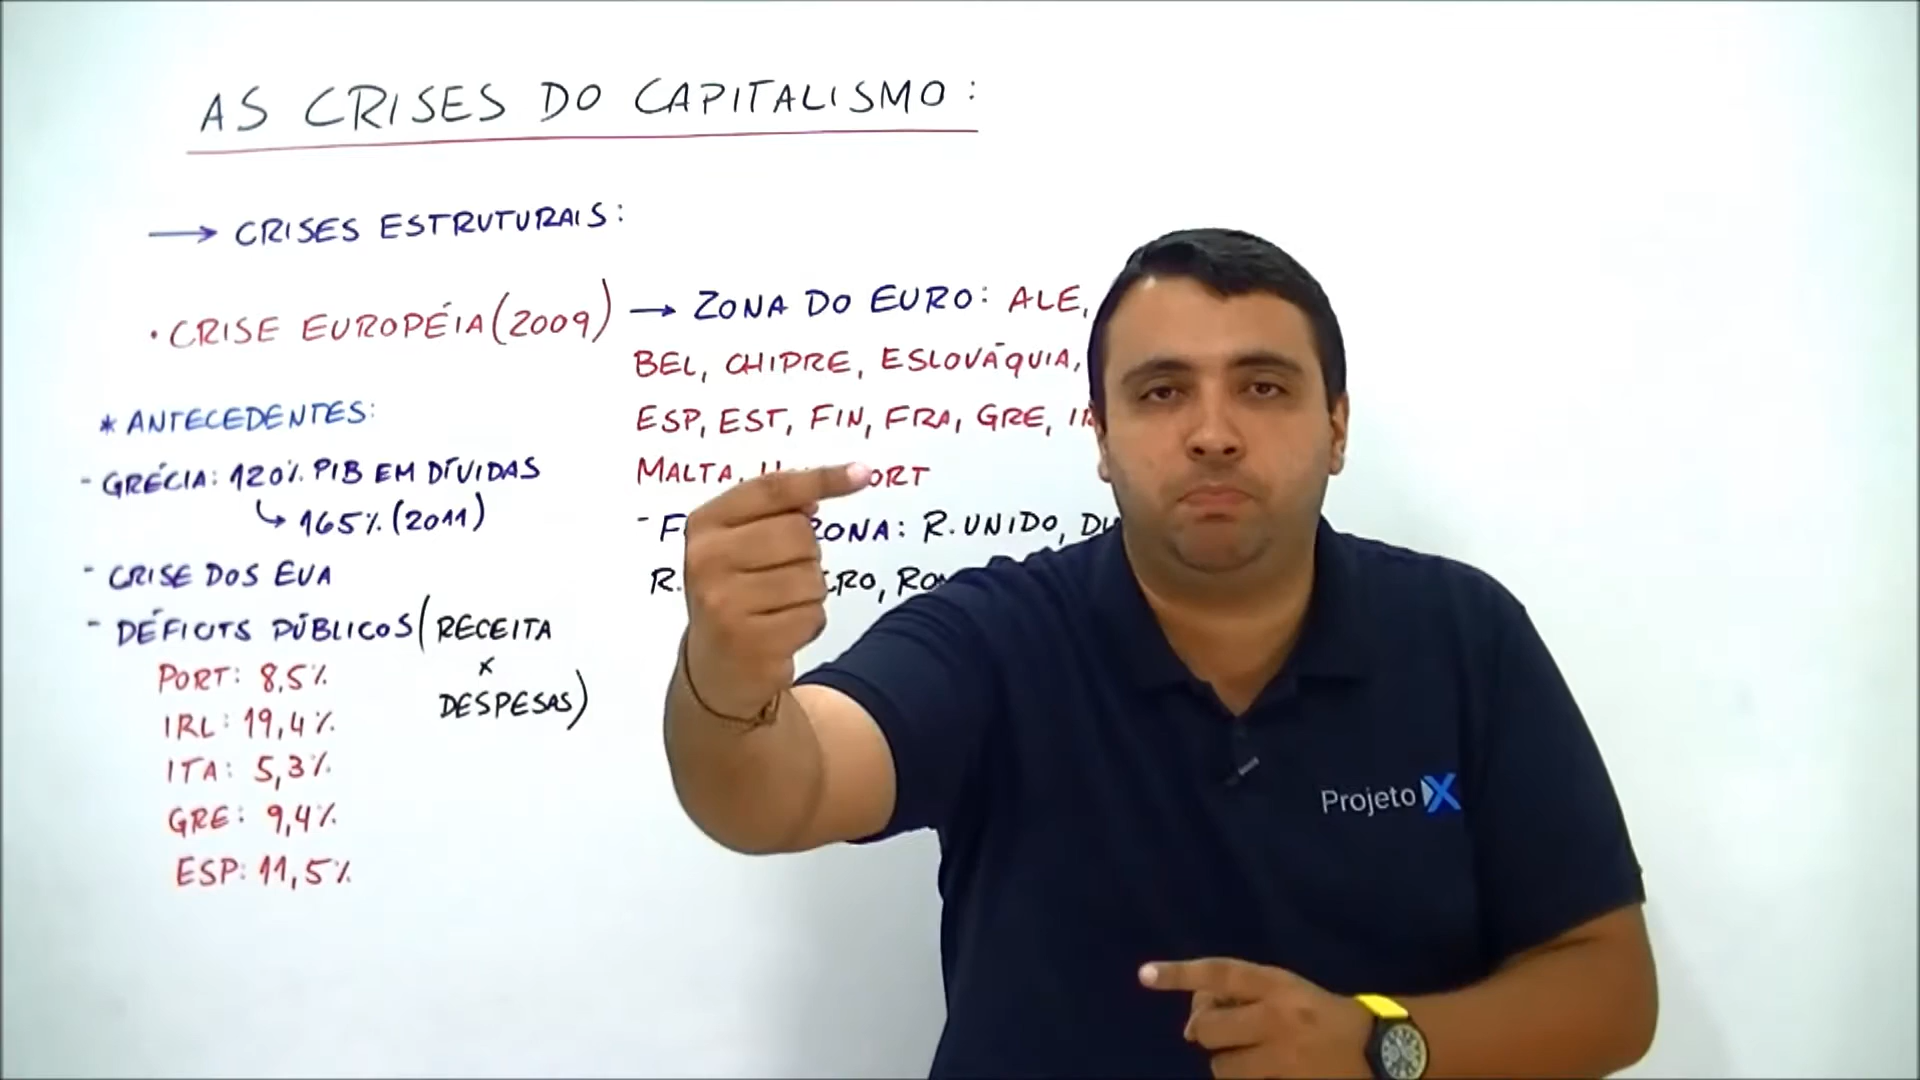 AS CRISES DO CAPITALISMO:
→ CRISES ESTRUTURAIS:
• CRISE EUROPÉIA (2009) → ZONA DO EURO: ALE,
BEL, CHIPRE, ESLOVÁQUIA,
ESP, EST, FIN, FRA, GRE,
MALTA,
R. UNIDO,
* ANTECEDENTES:
- GRÉCIA: 120% PIB EM DÍVIDAS
↳ 165% (2011)
- CRISE DOS EUA
- DÉFICITS PÚBLICOS (RECEITA
x
DESPESAS)
PORT: 8,5%
IRL: 19,4%
ITA: 5,3%
GRE: 9,4%
ESP: 11,5%
Projeto X